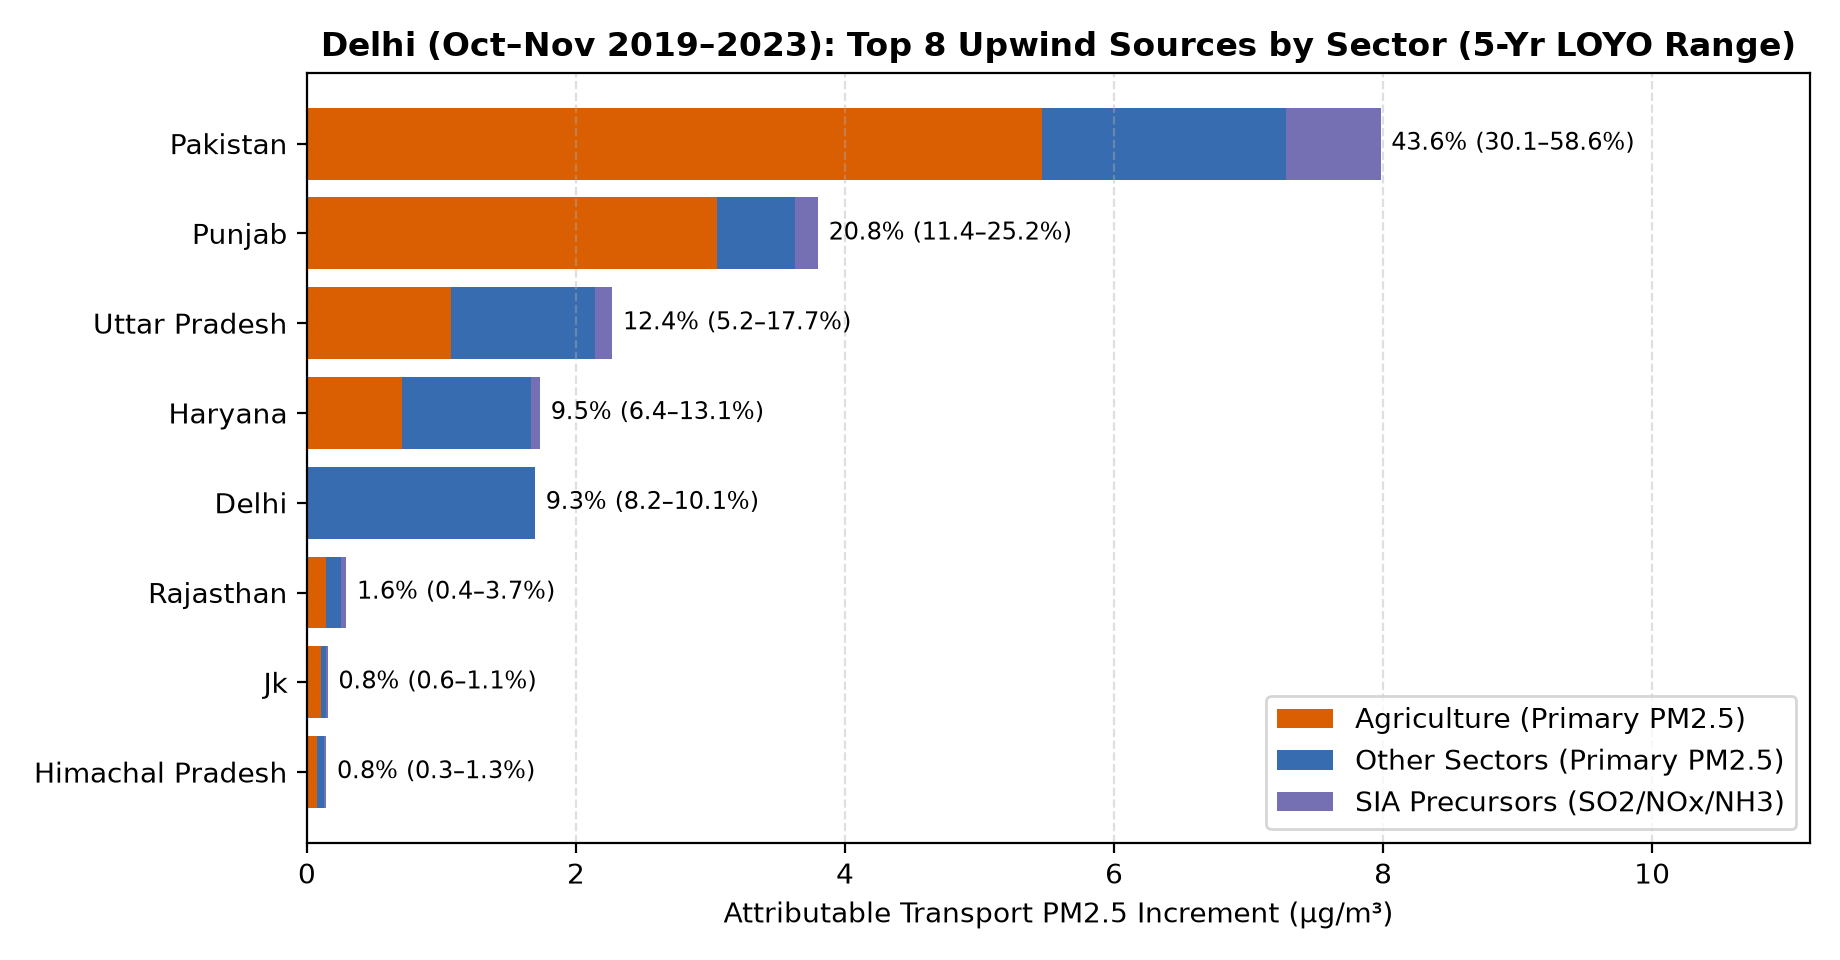 Delhi (Oct–Nov 2019–2023): Top 8 Upwind Sources by Sector (5-Yr LOYO Range)
Pakistan
43.6% (30.1–58.6%)
Punjab
20.8% (11.4–25.2%)
Uttar Pradesh
12.4% (5.2–17.7%)
Haryana
9.5% (6.4–13.1%)
Delhi
9.3% (8.2–10.1%)
Rajasthan
1.6% (0.4–3.7%)
Jk
0.8% (0.6–1.1%)
Himachal Pradesh
0.8% (0.3–1.3%)
Agriculture (Primary PM2.5)
Other Sectors (Primary PM2.5)
SIA Precursors (SO2/NOx/NH3)
0 2 4 6 8 10
Attributable Transport PM2.5 Increment (µg/m³)